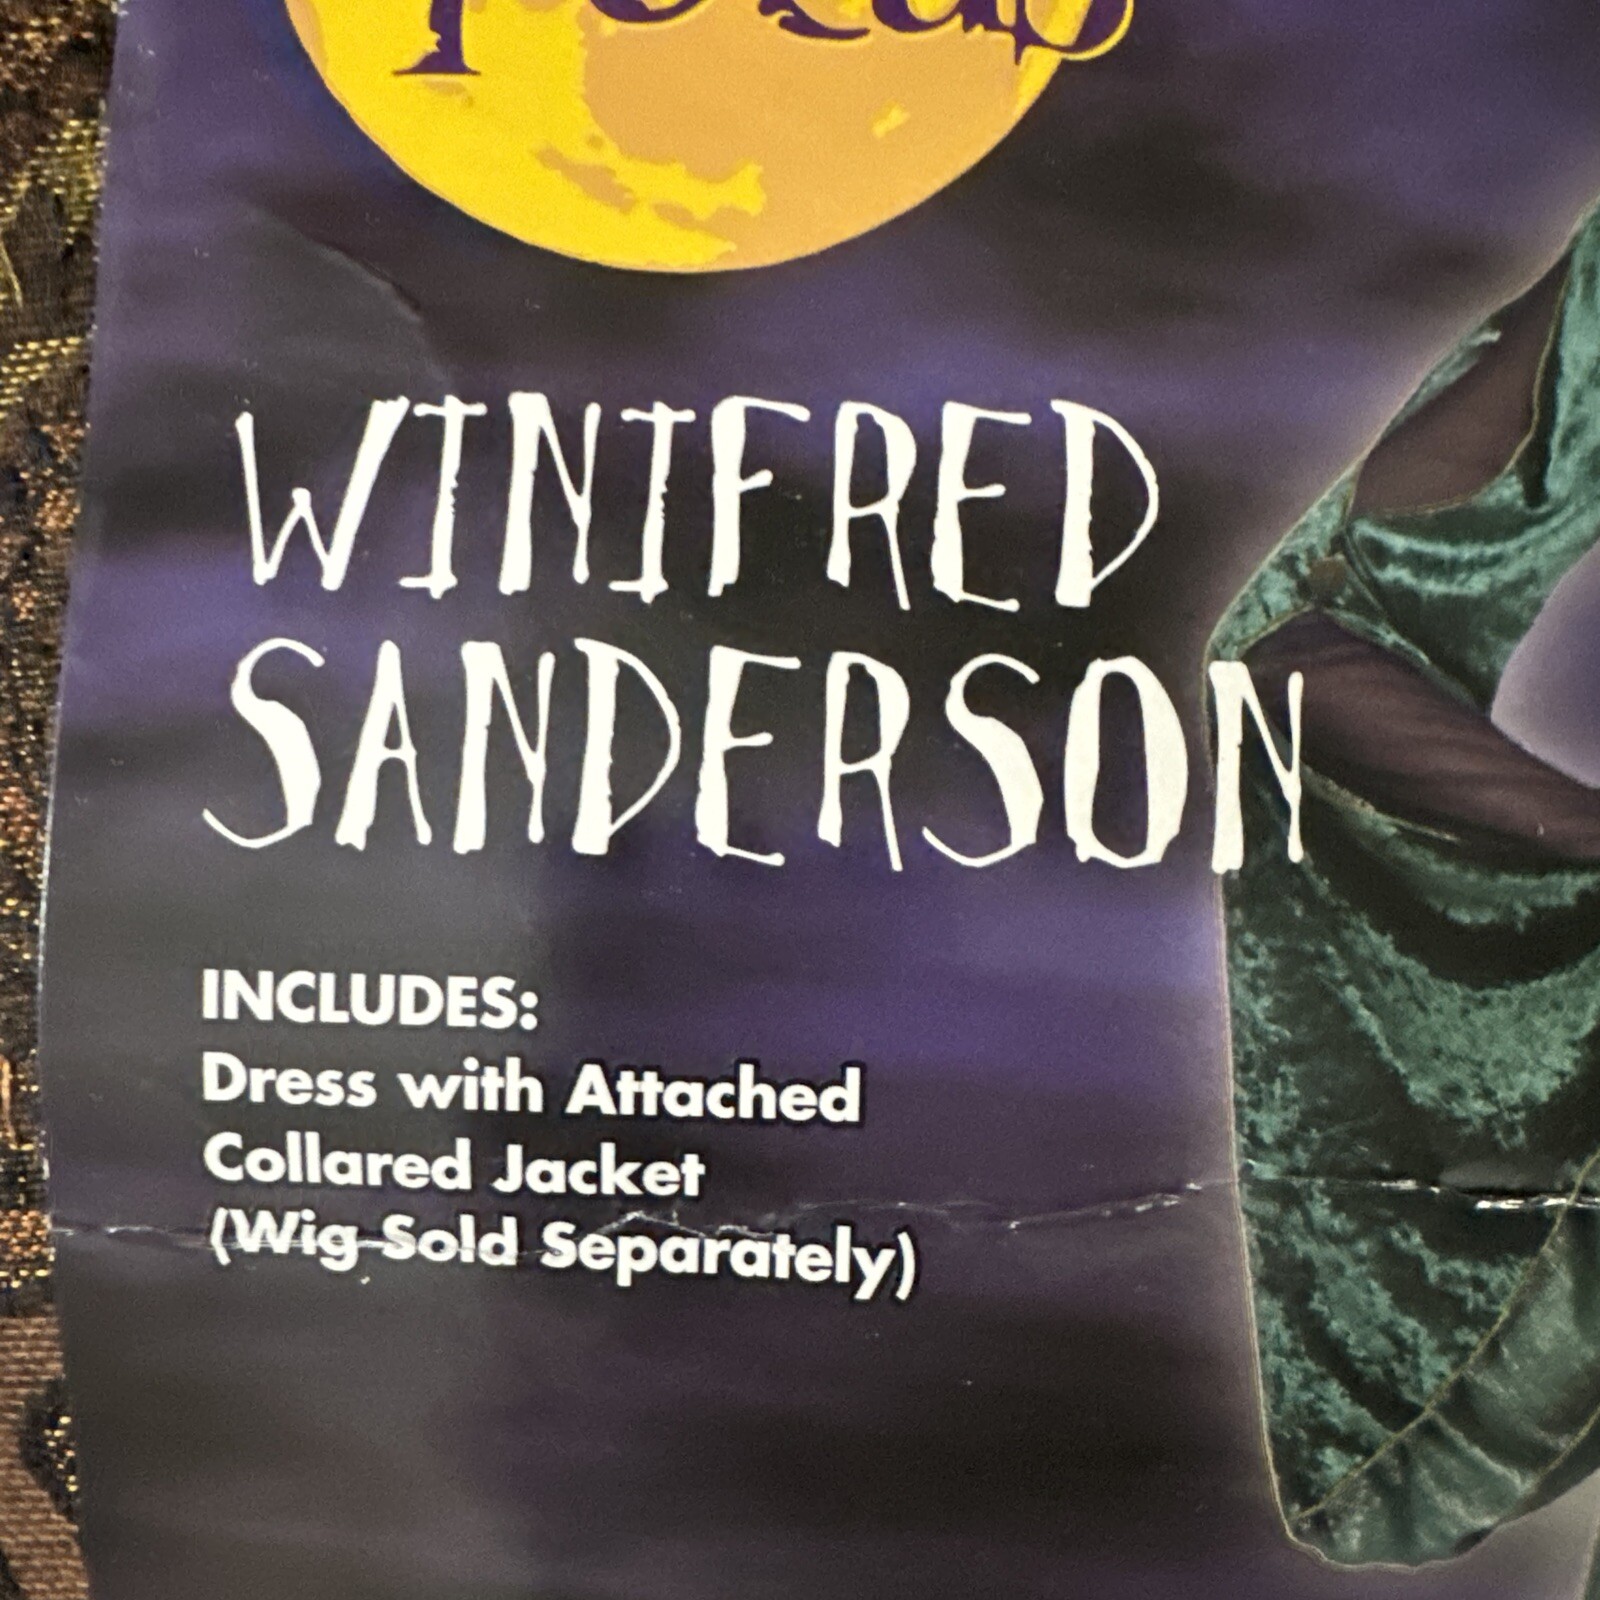 WINIFRED
SANDERSON
INCLUDES:
Dress with Attached
Collared Jacket
(Wig Sold Separately)